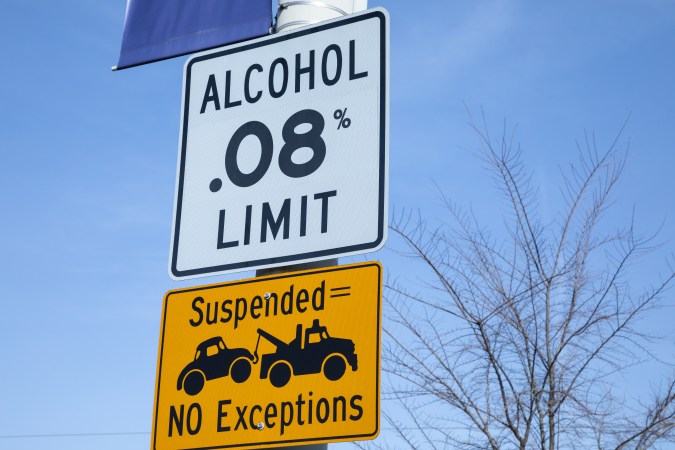 ALCOHOL
.08%
LIMIT
Suspended=
NO Exceptions